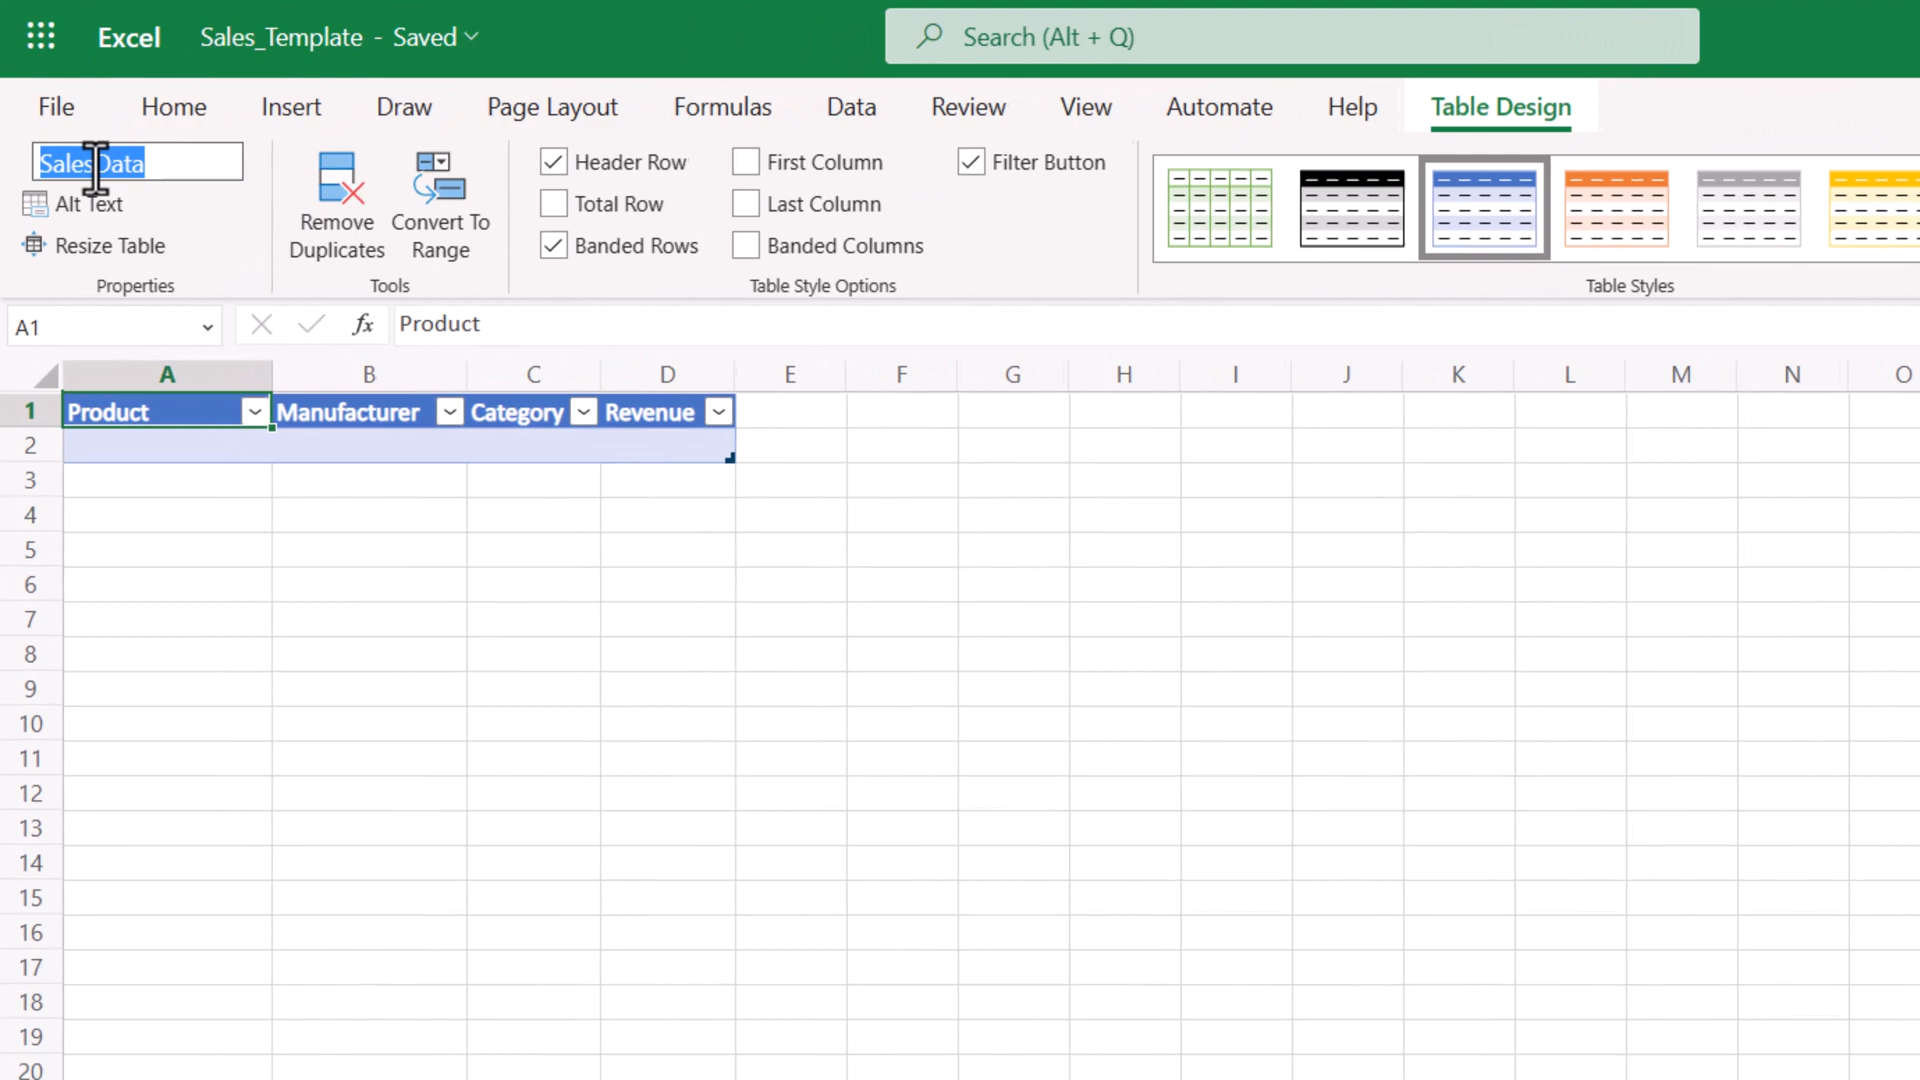 Excel Sales_Template - Saved Search (Alt + Q)
File Home Insert Draw Page Layout Formulas Data Review View Automate Help Table Design
SalesData
Alt Text
Resize Table
Properties
Remove Duplicates
Convert To Range
Tools
Header Row First Column Filter Button
Total Row Last Column
Banded Rows Banded Columns
Table Style Options
Table Styles
A1 fx Product
A B C D E F G H I J K L M N O
1 Product Manufacturer Category Revenue
2
3
4
5
6
7
8
9
10
11
12
13
14
15
16
17
18
19
20